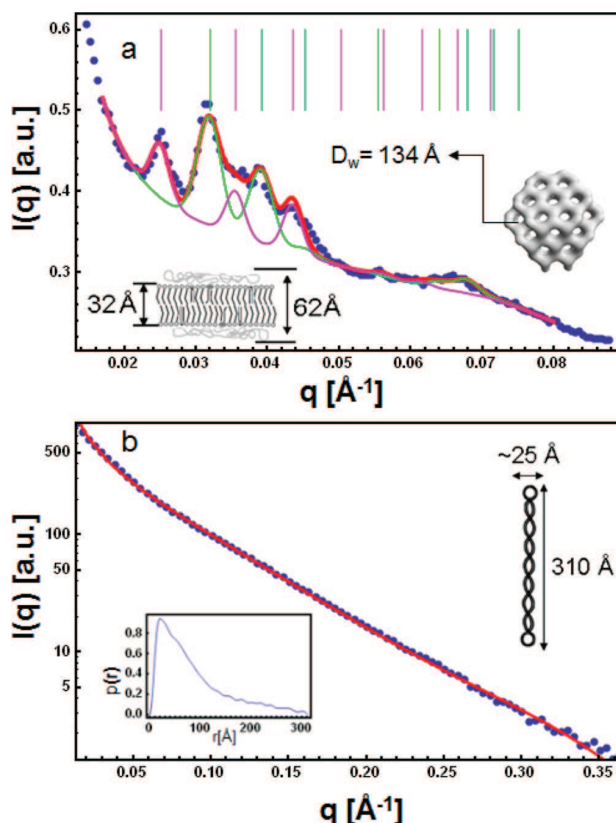 a
I(q) [a.u.]
0.6
0.5
0.4
0.3
D_w = 134 Å
32 Å
62 Å
0.02 0.03 0.04 0.05 0.06 0.07 0.08
q [Å-1]
b
I(q) [a.u.]
500
100
50
10
5
~25 Å
310 Å
p(r)
0.8
0.6
0.4
0.2
0.0
0 100 200 300
r[Å]
0.05 0.10 0.15 0.20 0.25 0.30 0.35
q [Å-1]